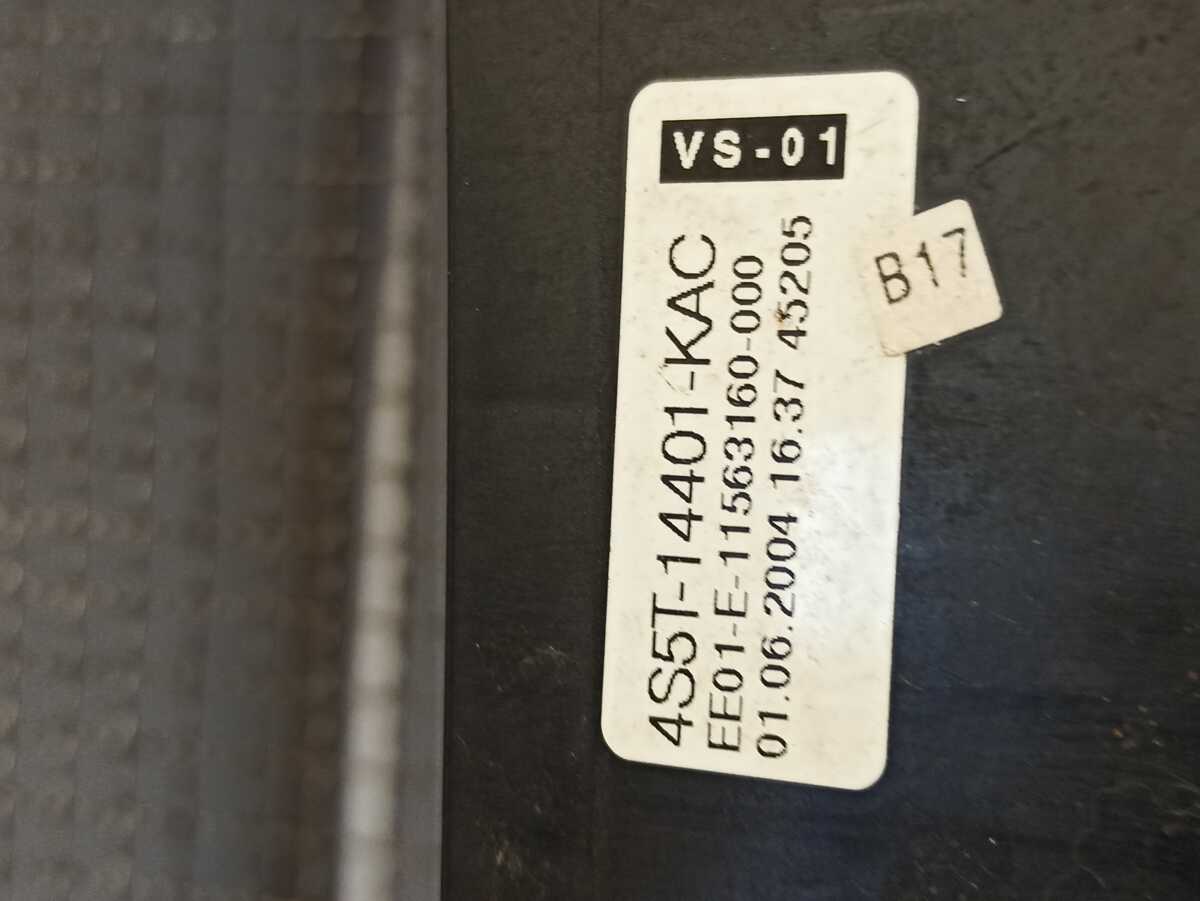 VS-01
4S5T-14401-KAC
EE01-E-11563160-000
01.06.2004 16.37 45205
B17